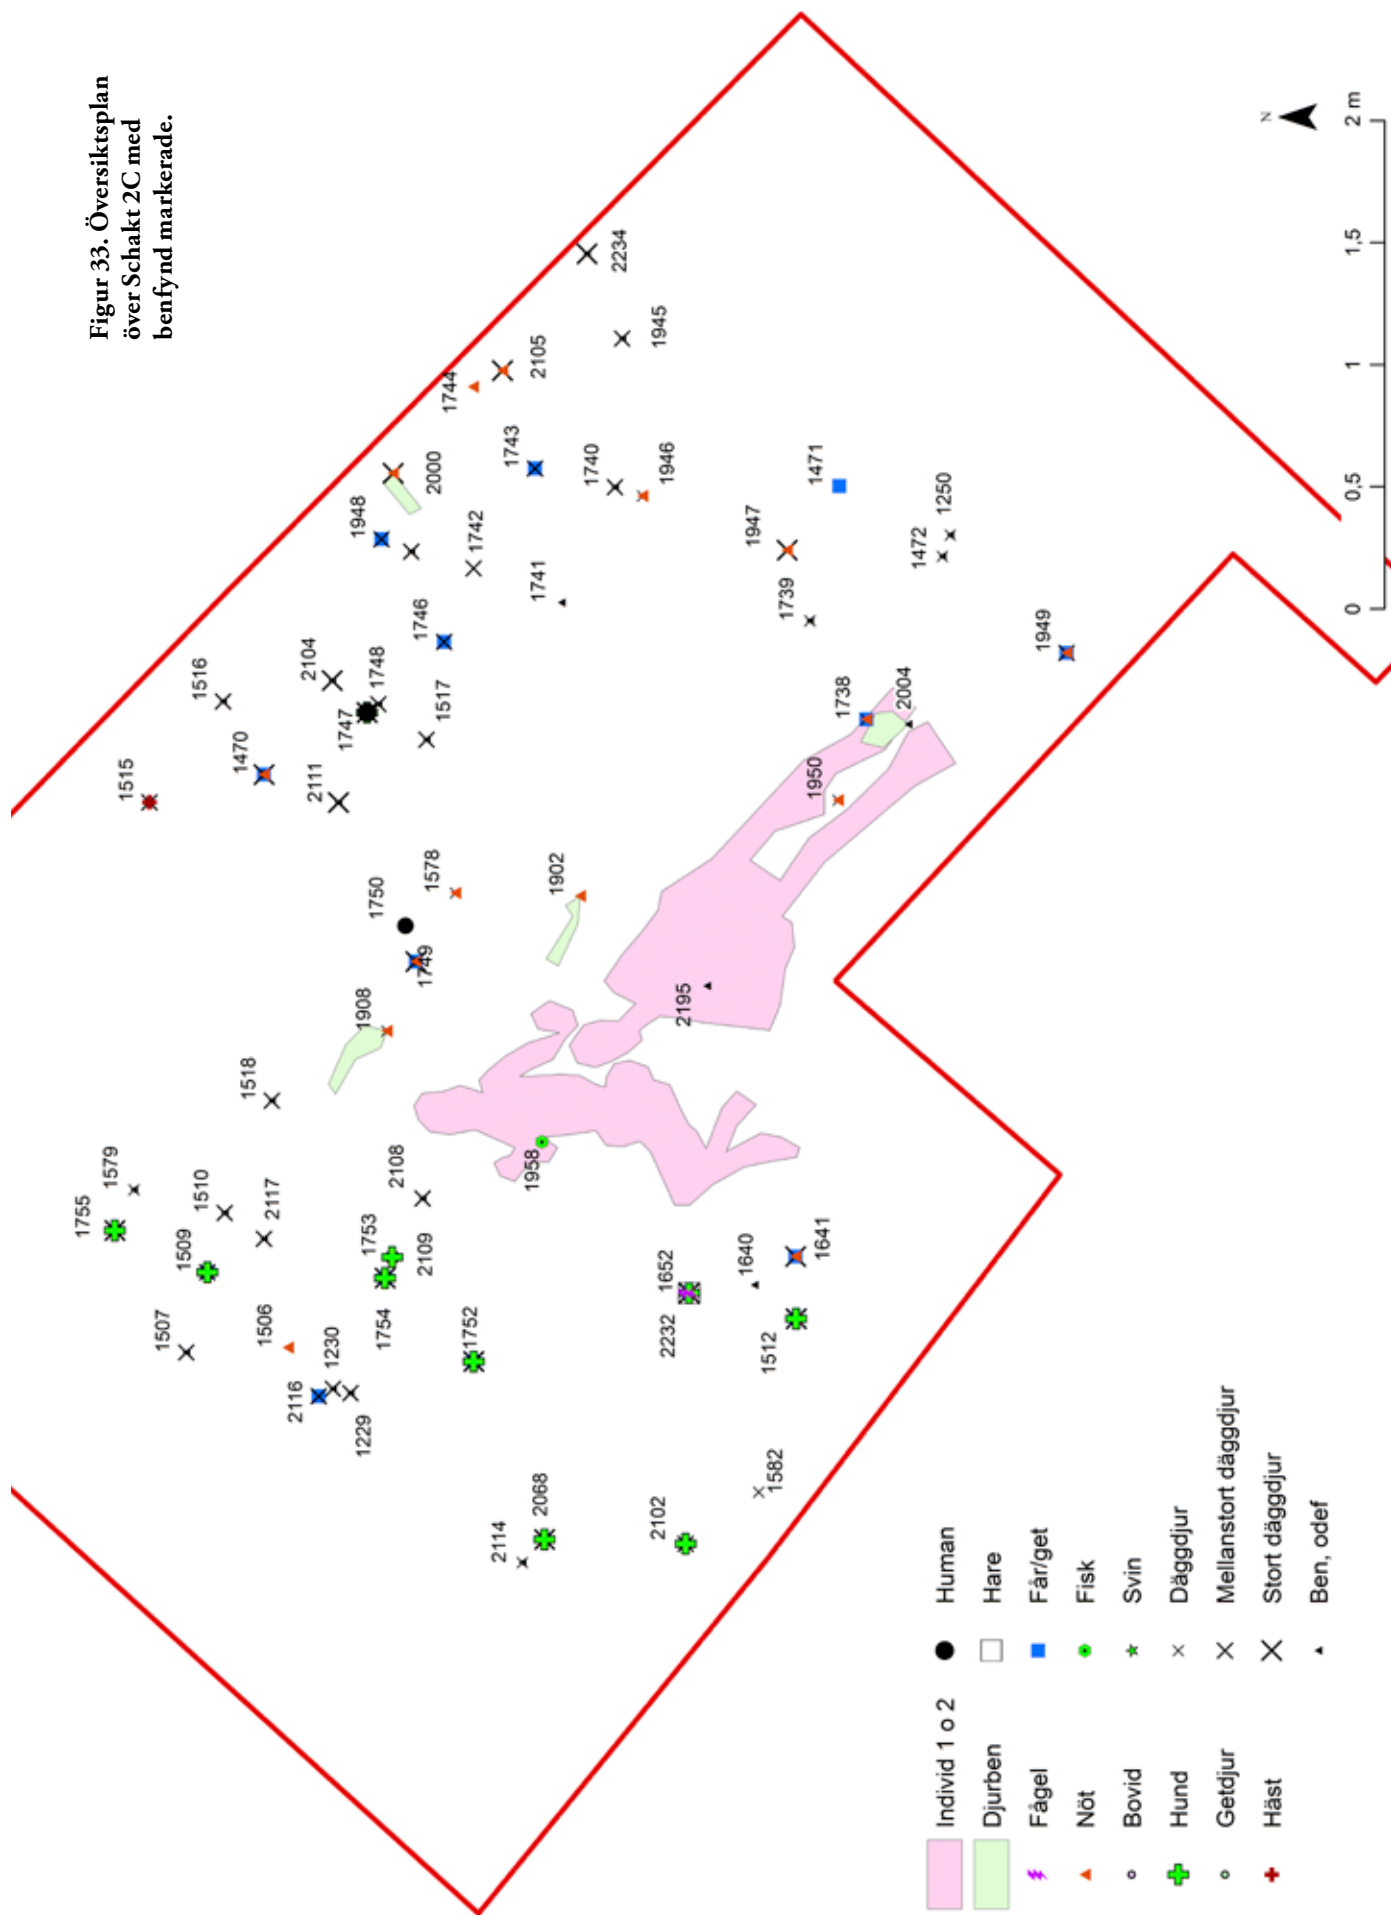 Figur 33. Översiktsplan
över Schakt 2C med
benfynd markerade.
1515
1516
1470
2104
1748
1747
2111
1517
1746
1948
2000
1742
1741
1743
1744
2105
1740
1946
1945
2234
1947
1739
1471
1472
1250
1949
1738
2004
1950
1750
1749
1578
1902
1908
2195
1518
1579
1755
1510
1509
2117
1507
1506
1230
2116
1229
1753
2109
1754
2108
1752
1958
1652
2232
1640
1641
1512
1582
2114
2068
2102
N
0
0,5
1
1,5
2 m
Individ 1 o 2
Djurben
Fågel
Nöt
Bovid
Hund
Getdjur
Häst
Human
Hare
Får/get
Fisk
Svin
Däggdjur
Mellanstort däggdjur
Stort däggdjur
Ben, odef